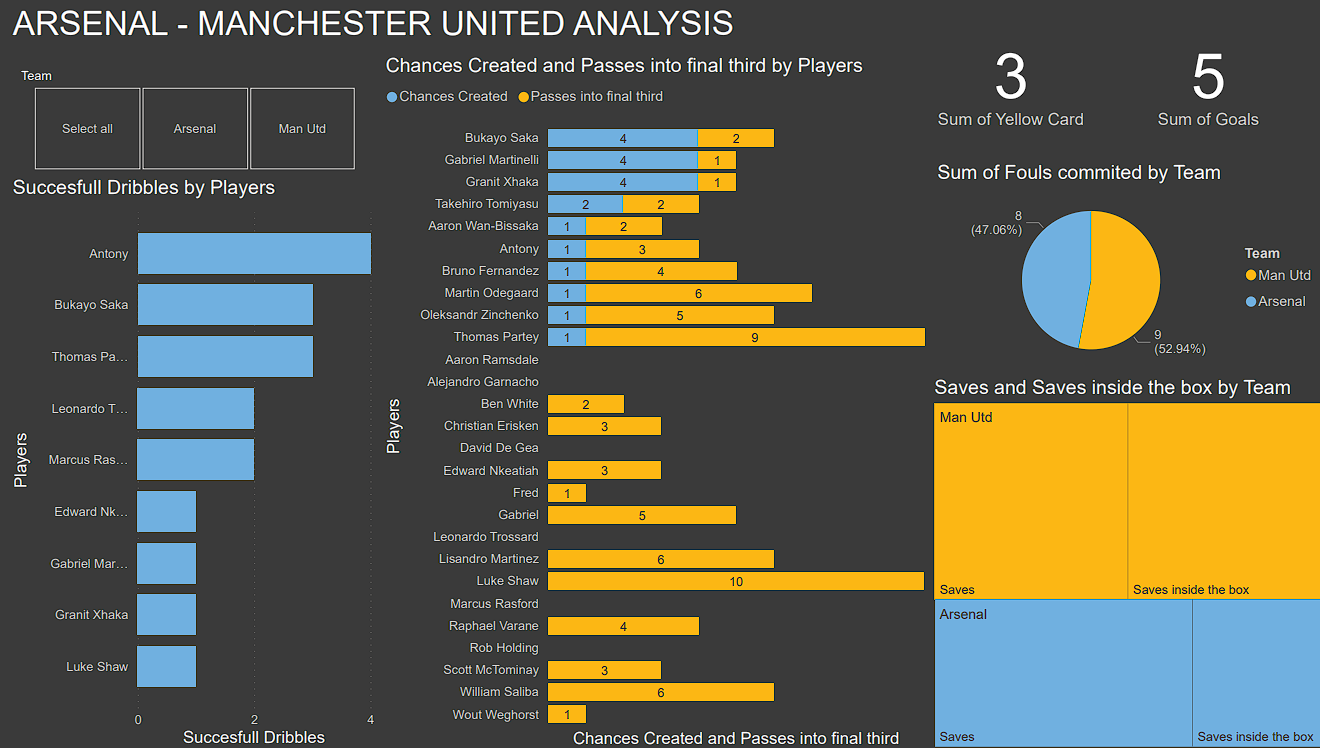 ARSENAL - MANCHESTER UNITED ANALYSIS
Team
Select all
Arsenal
Man Utd
Succesfull Dribbles by Players
Players
Antony
Bukayo Saka
Thomas Pa...
Leonardo T...
Marcus Ras...
Edward Nk...
Gabriel Mar...
Granit Xhaka
Luke Shaw
0 2 4
Succesfull Dribbles
Chances Created and Passes into final third by Players
Chances Created Passes into final third
Players
Bukayo Saka 4 2
Gabriel Martinelli 4 1
Granit Xhaka 4 1
Takehiro Tomiyasu 2 2
Aaron Wan-Bissaka 1 2
Antony 1 3
Bruno Fernandez 1 4
Martin Odegaard 1 6
Oleksandr Zinchenko 1 5
Thomas Partey 1 9
Aaron Ramsdale
Alejandro Garnacho
Ben White 2
Christian Erisken 3
David De Gea
Edward Nkeatiah 3
Fred 1
Gabriel 5
Leonardo Trossard
Lisandro Martinez 6
Luke Shaw 10
Marcus Rasford
Raphael Varane 4
Rob Holding
Scott McTominay 3
William Saliba 6
Wout Weghorst 1
Chances Created and Passes into final third
3
Sum of Yellow Card
5
Sum of Goals
Sum of Fouls commited by Team
8
(47.06%)
9
(52.94%)
Team
Man Utd
Arsenal
Saves and Saves inside the box by Team
Man Utd
Saves
Saves inside the box
Arsenal
Saves
Saves inside the box